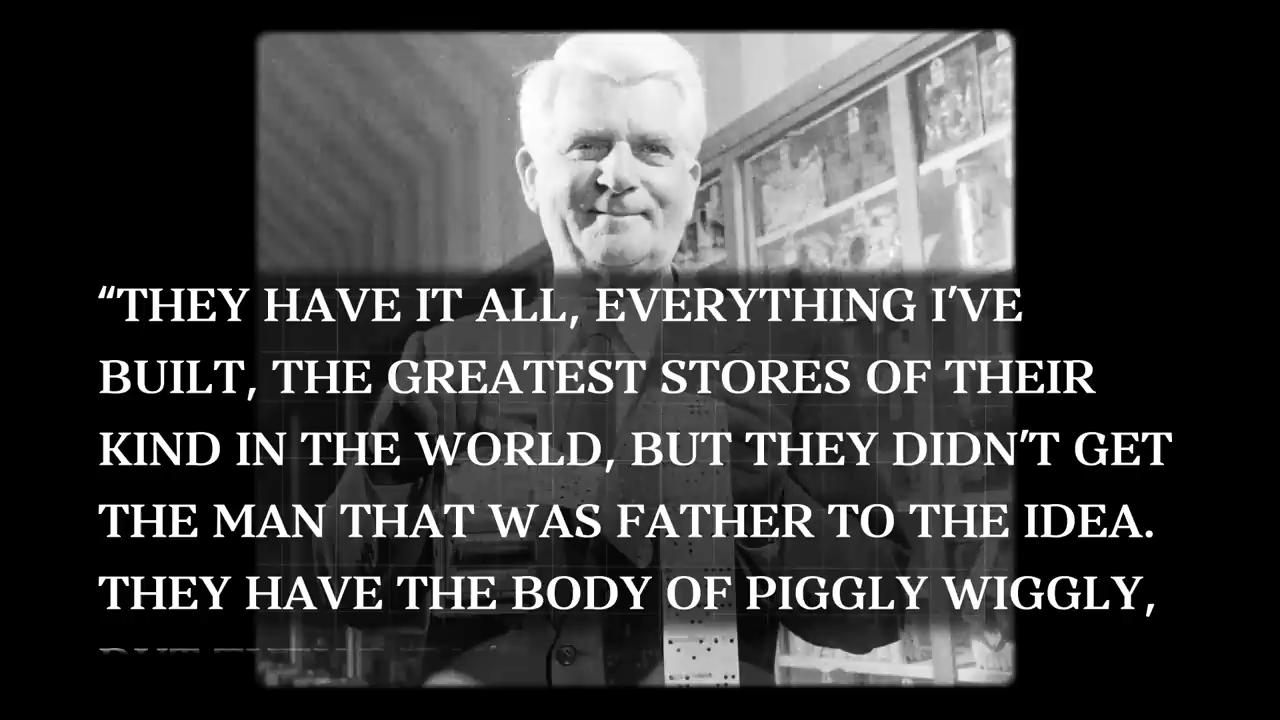 “THEY HAVE IT ALL, EVERYTHING I’VE
BUILT, THE GREATEST STORES OF THEIR
KIND IN THE WORLD, BUT THEY DIDN’T GET
THE MAN THAT WAS FATHER TO THE IDEA.
THEY HAVE THE BODY OF PIGGLY WIGGLY,